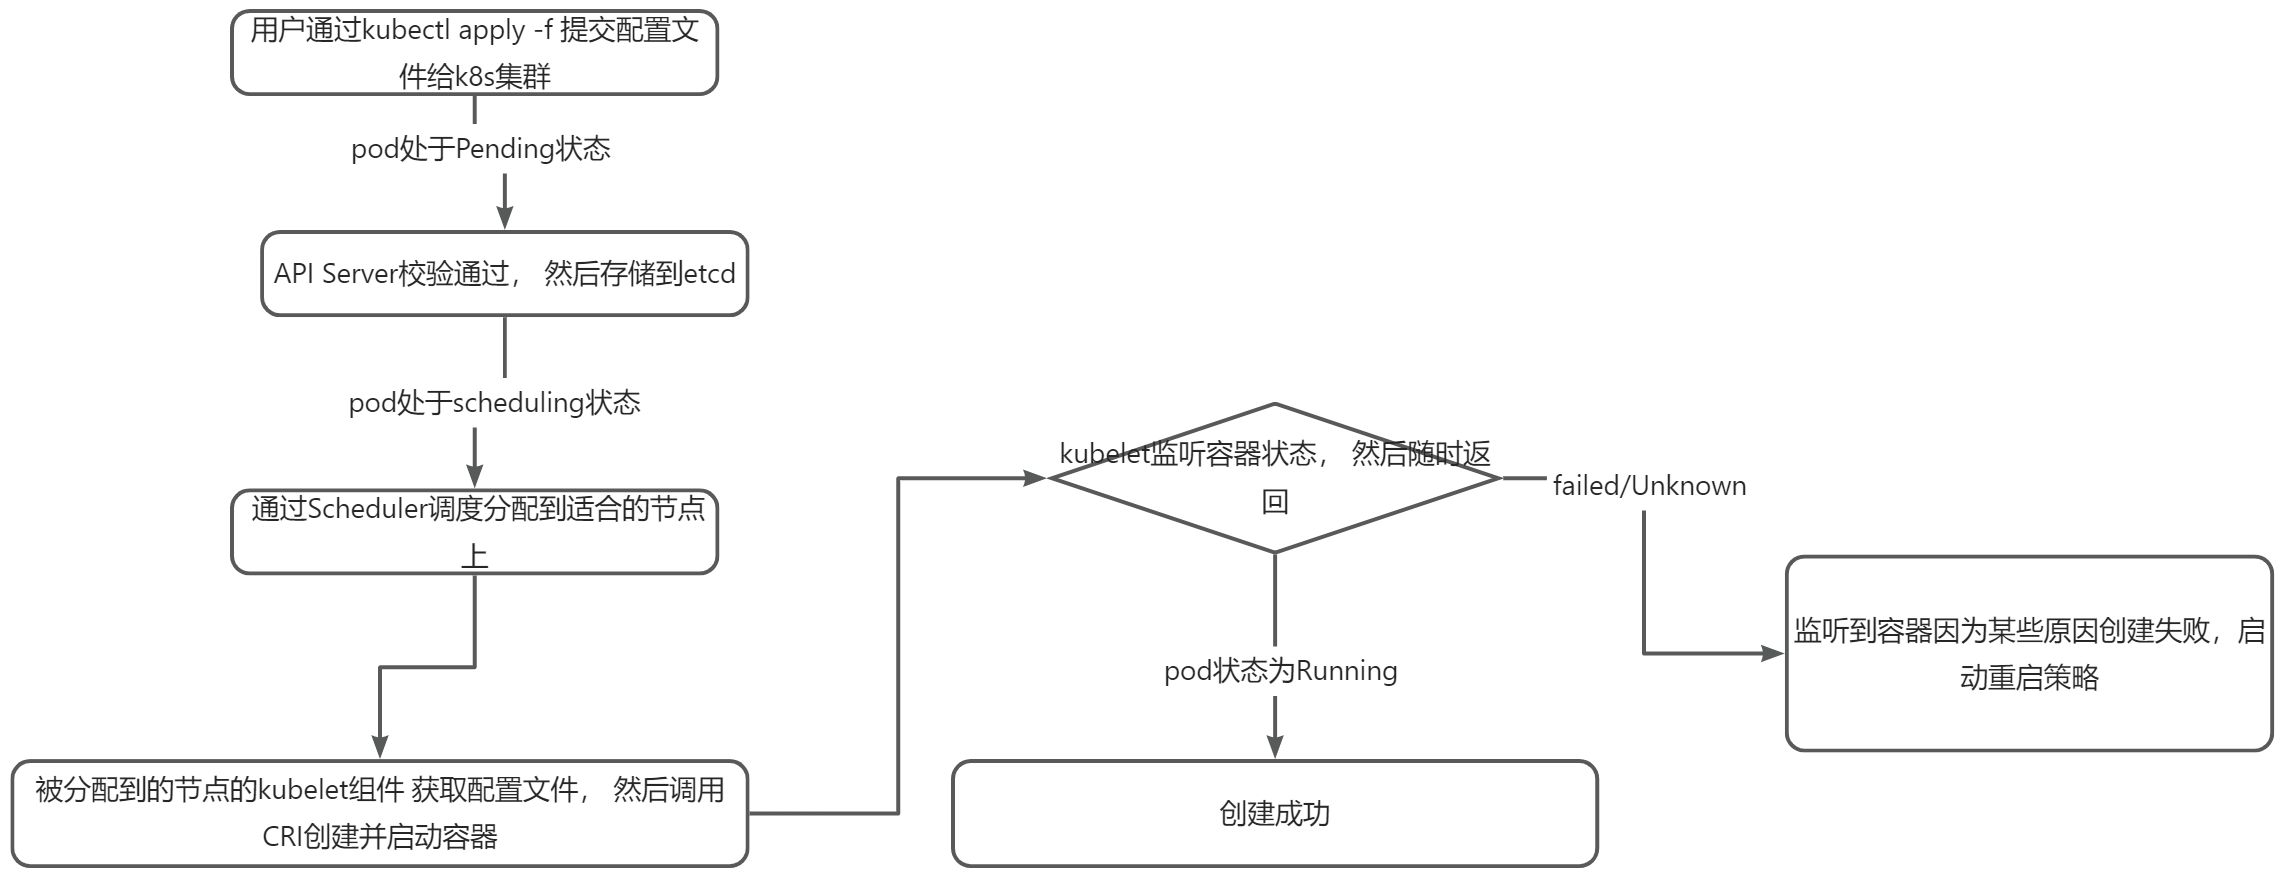 用户通过kubectl apply -f 提交配置文
件给k8s集群
pod处于Pending状态
API Server校验通过， 然后存储到etcd
pod处于scheduling状态
通过Scheduler调度分配到适合的节点
上
被分配到的节点的kubelet组件 获取配置文件， 然后调用
CRI创建并启动容器
kubelet监听容器状态， 然后随时返
回
failed/Unknown
监听到容器因为某些原因创建失败，启
动重启策略
pod状态为Running
创建成功